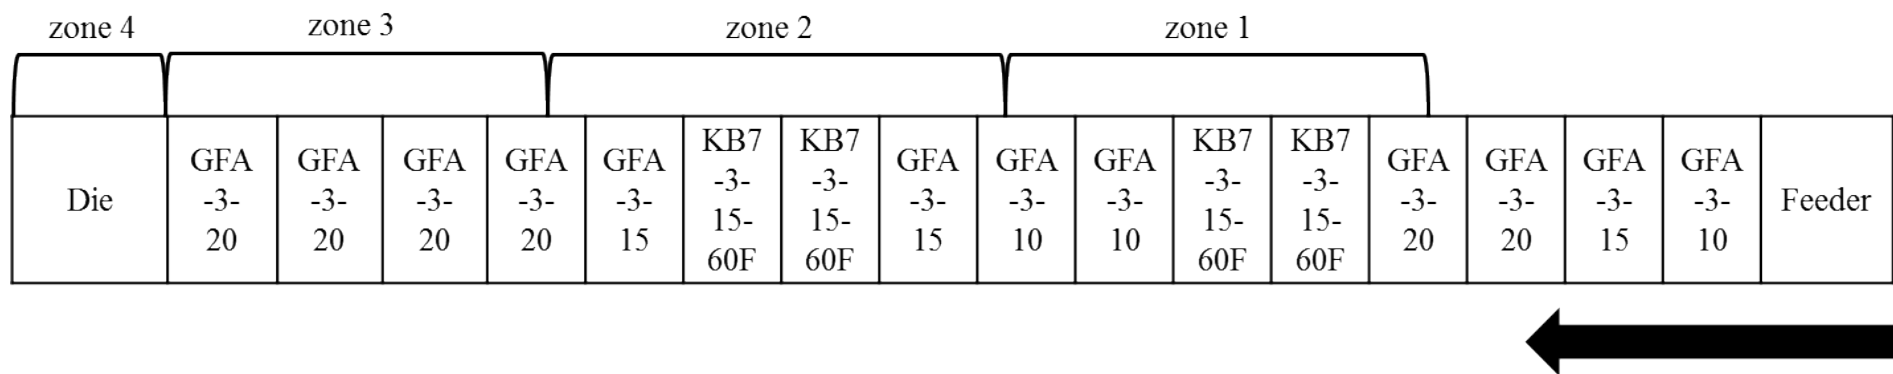 zone 4
zone 3
zone 2
zone 1
Die
GFA
-3-
20
GFA
-3-
20
GFA
-3-
20
GFA
-3-
20
GFA
-3-
15
KB7
-3-
15-
60F
KB7
-3-
15-
60F
GFA
-3-
15
GFA
-3-
10
GFA
-3-
10
KB7
-3-
15-
60F
KB7
-3-
15-
60F
GFA
-3-
20
GFA
-3-
20
GFA
-3-
15
GFA
-3-
10
Feeder